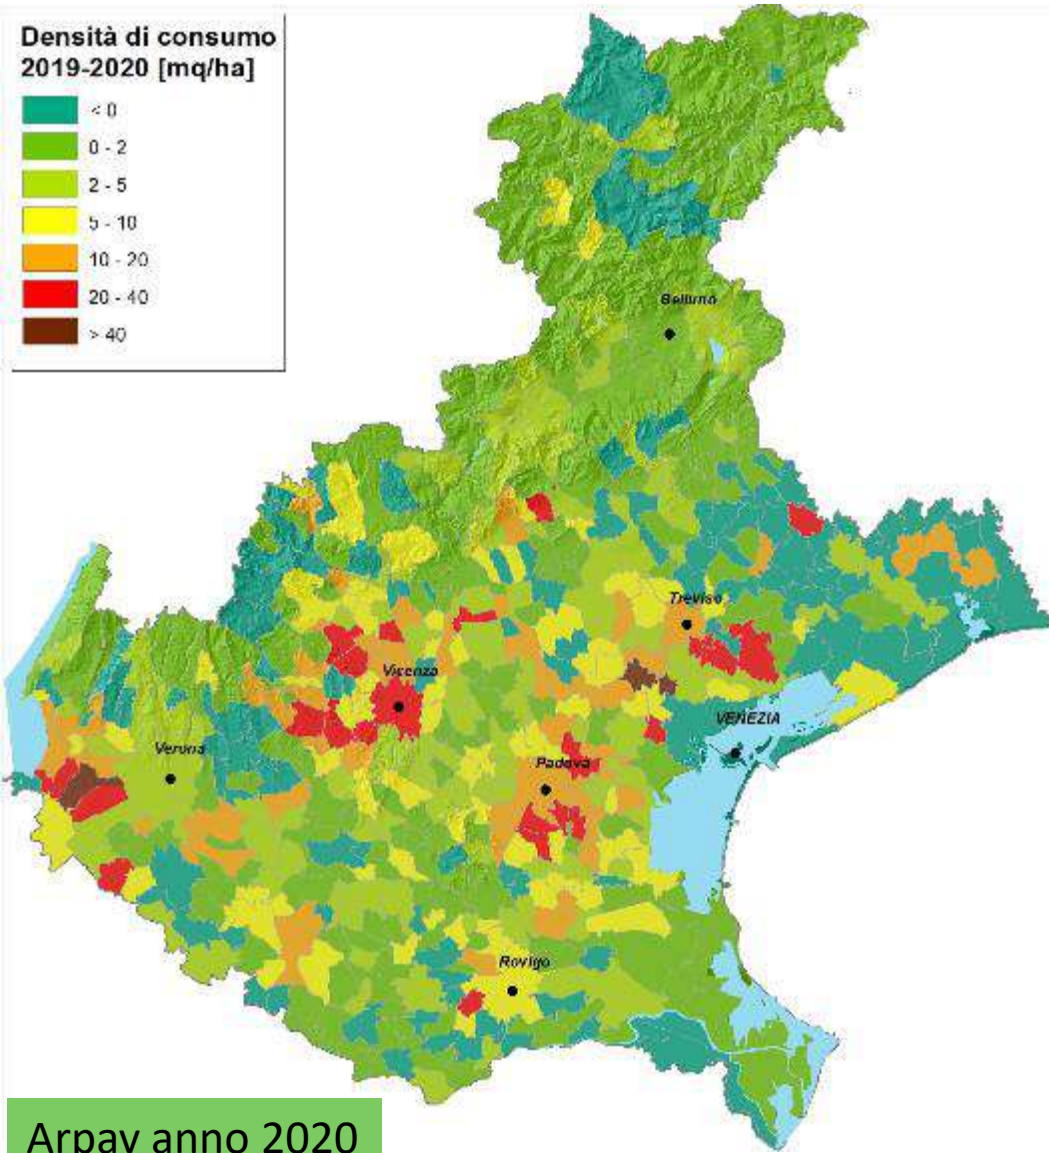 Densità di consumo
2019-2020 [mq/ha]
< 0
0 - 2
2 - 5
5 - 10
10 - 20
20 - 40
> 40
Belluno
Treviso
Vicenza
VENEZIA
Verona
Padova
Rovigo
Arpav anno 2020